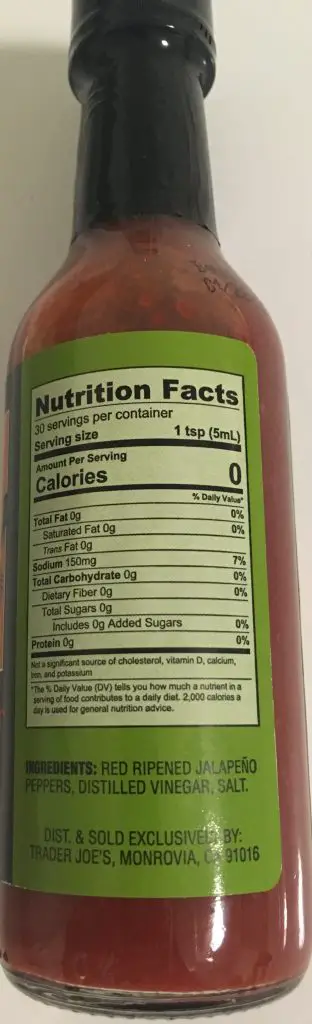 Nutrition Facts
30 servings per container
Serving size 1 tsp (5mL)
Amount Per Serving
Calories 0
% Daily Value*
Total Fat 0g 0%
Saturated Fat 0g 0%
Trans Fat 0g
Sodium 150mg 7%
Total Carbohydrate 0g 0%
Dietary Fiber 0g 0%
Total Sugars 0g
Includes 0g Added Sugars 0%
Protein 0g 0%
Not a significant source of cholesterol, vitamin D, calcium,
iron, and potassium
*The % Daily Value (DV) tells you how much a nutrient in a
serving of food contributes to a daily diet. 2,000 calories a
day is used for general nutrition advice.
INGREDIENTS: RED RIPENED JALAPEÑO
PEPPERS, DISTILLED VINEGAR, SALT.
DIST. & SOLD EXCLUSIVELY BY:
TRADER JOE'S, MONROVIA, CA 91016